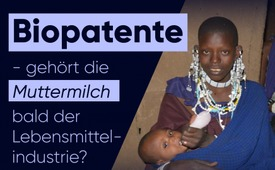 Biopatente
- gehört die
Muttermilch
bald der
Lebensmittel-
industrie?